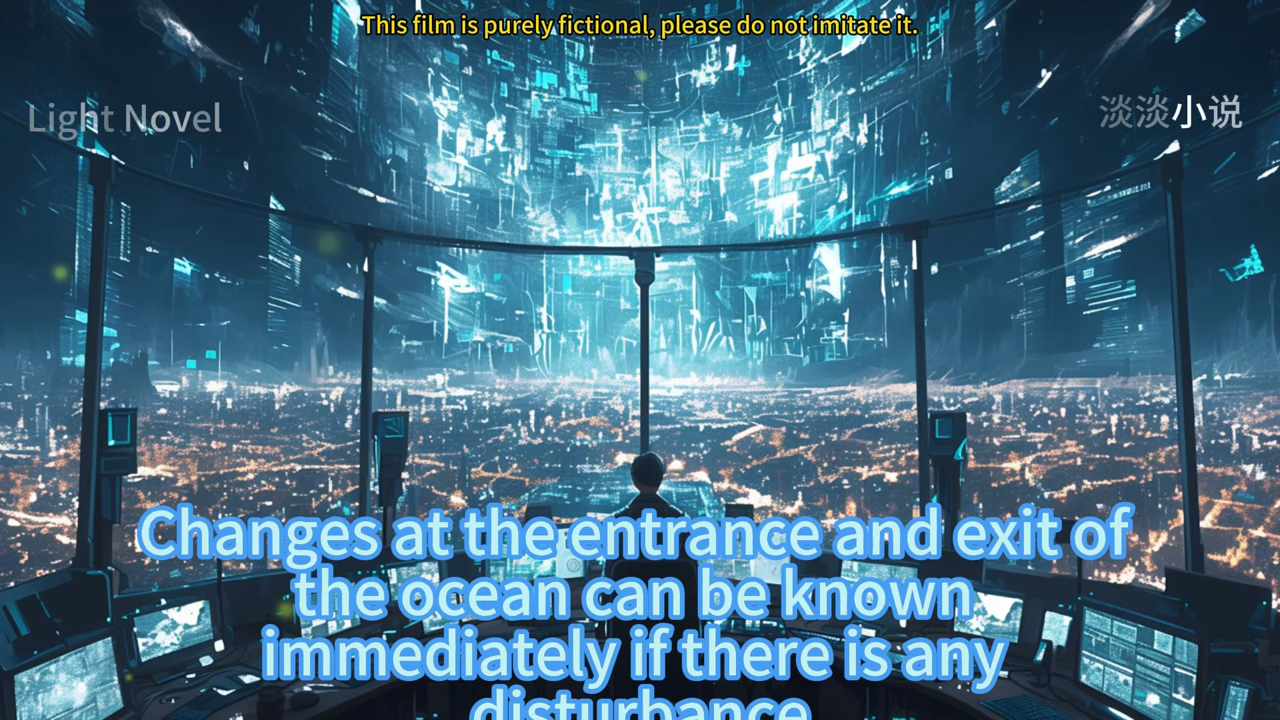 This film is purely fictional, please do not imitate it.
Light Novel
淡淡小说
Changes at the entrance and exit of
the ocean can be known
immediately if there is any
disturbance